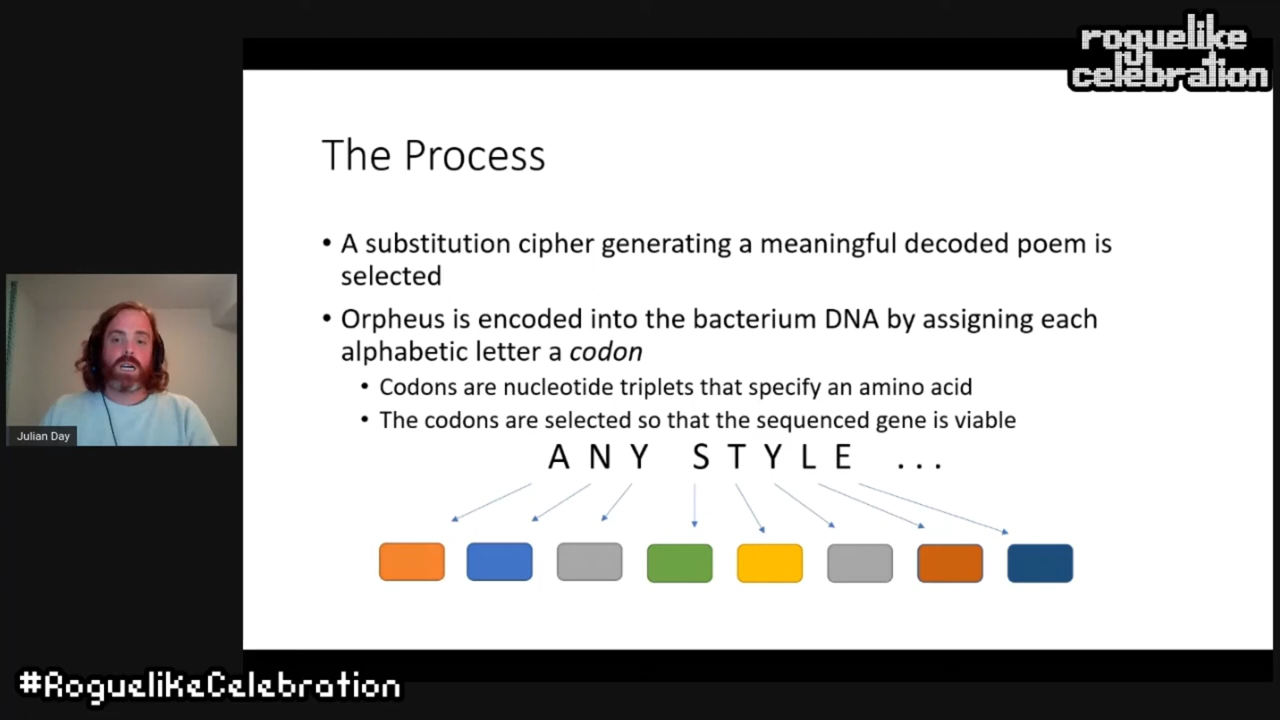 roguelike
celebration
The Process
• A substitution cipher generating a meaningful decoded poem is
selected
• Orpheus is encoded into the bacterium DNA by assigning each
alphabetic letter a codon
• Codons are nucleotide triplets that specify an amino acid
• The codons are selected so that the sequenced gene is viable
A N Y S T Y L E ...
Julian Day
#RoguelikeCelebration